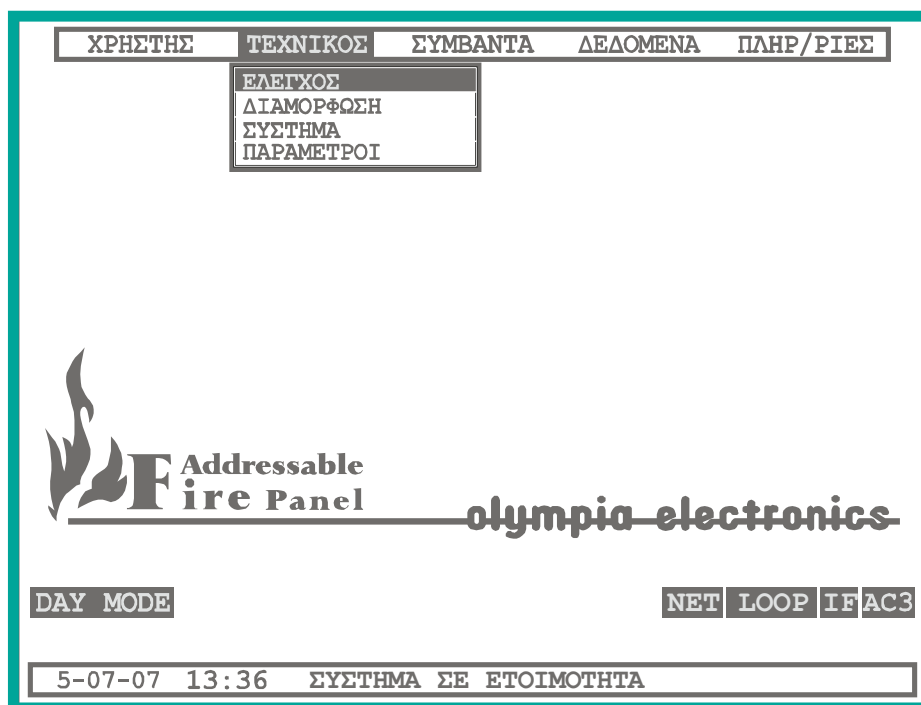 ΧΡΗΣΤΗΣ ΤΕΧΝΙΚΟΣ ΣΥΜΒΑΝΤΑ ΔΕΔΟΜΕΝΑ ΠΛΗΡ/ΡΙΕΣ
ΕΛΕΓΧΟΣ
ΔΙΑΜΟΡΦΩΣΗ
ΣΥΣΤΗΜΑ
ΠΑΡΑΜΕΤΡΟΙ
Addressable
Fire Panel
olympia electronics
DAY MODE NET LOOP IF AC3
5-07-07 13:36 ΣΥΣΤΗΜΑ ΣΕ ΕΤΟΙΜΟΤΗΤΑ